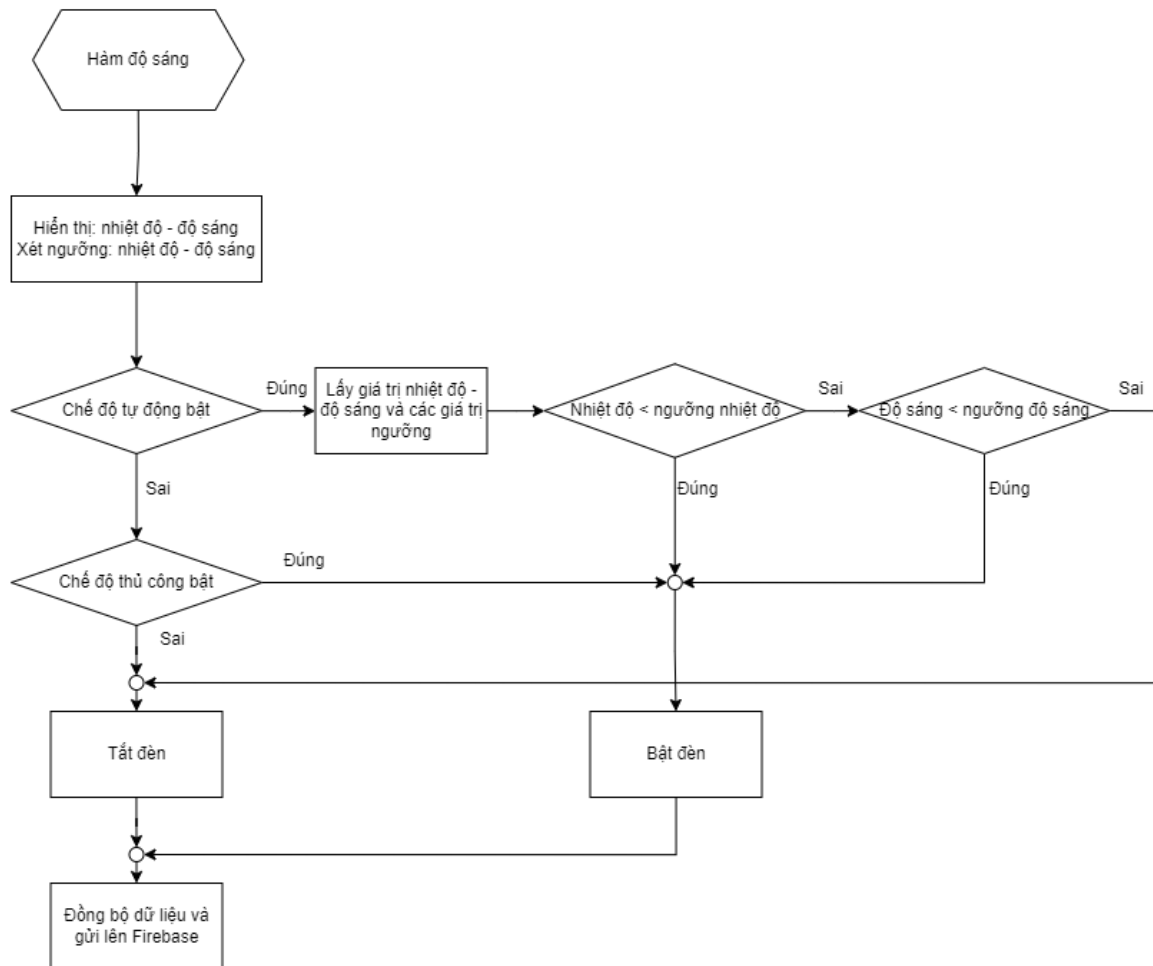 Hàm độ sáng
Hiển thị: nhiệt độ - độ sáng
Xét ngưỡng: nhiệt độ - độ sáng
Chế độ tự động bật
Đúng
Lấy giá trị nhiệt độ -
độ sáng và các giá trị
ngưỡng
Nhiệt độ < ngưỡng nhiệt độ
Sai
Độ sáng < ngưỡng độ sáng
Sai
Sai
Đúng
Đúng
Chế độ thủ công bật
Đúng
Sai
Tắt đèn
Bật đèn
Đồng bộ dữ liệu và
gửi lên Firebase